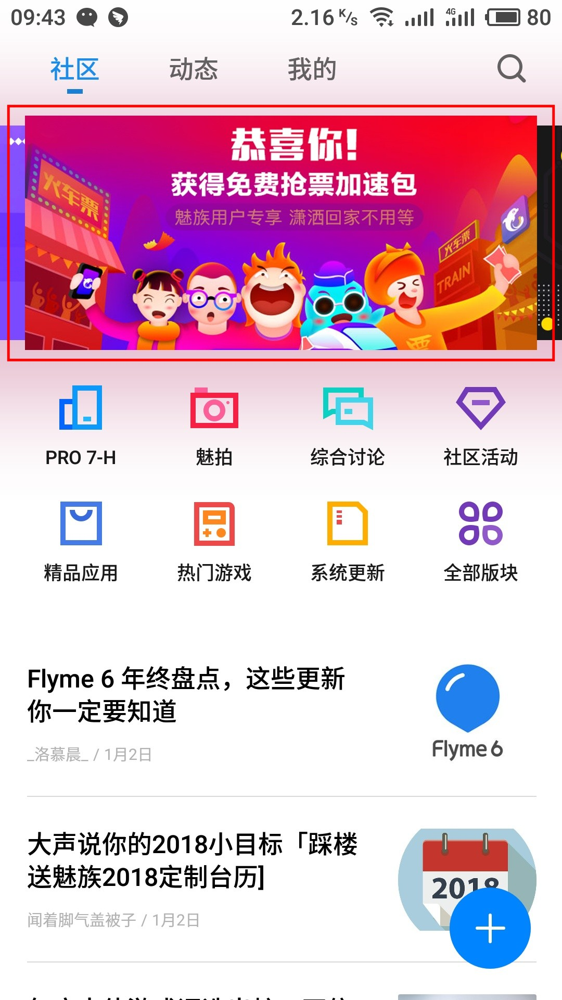 09:43 2.16 K/s 4G 80
社区 动态 我的
恭喜你!
获得免费抢票加速包
魅族用户专享 潇洒回家不用等
火车票
火车票
TRAIN
票
PRO 7-H 魅拍 综合讨论 社区活动
精品应用 热门游戏 系统更新 全部版块
Flyme 6 年终盘点，这些更新
你一定要知道
_洛慕晨_ / 1月2日
Flyme 6
大声说你的2018小目标「踩楼
送魅族2018定制台历]
闻着脚气盖被子 / 1月2日
2018